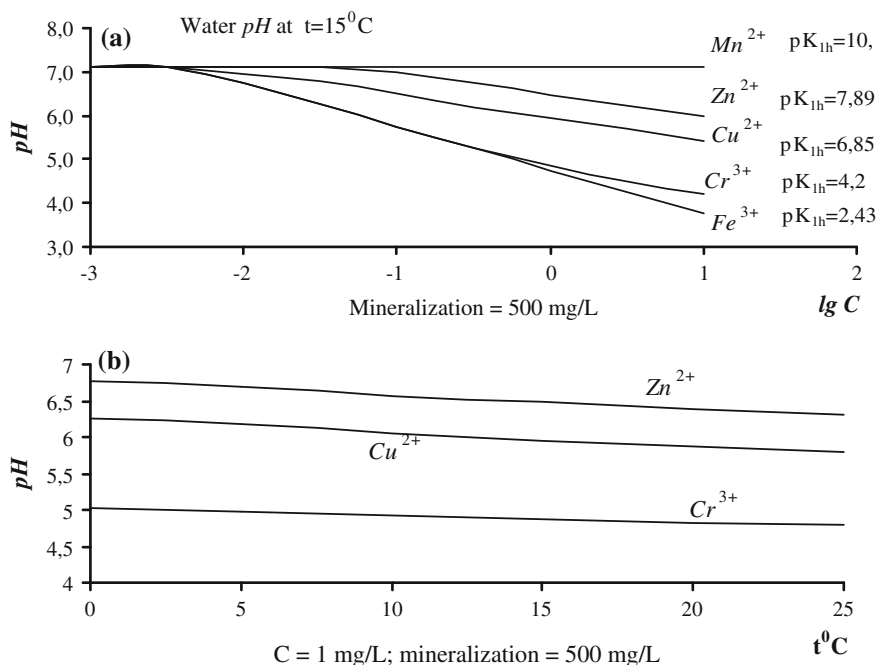 (a) Water pH at t=15⁰C
8,0
7,0
6,0
5,0
4,0
3,0
pH
Mn²⁺ pK₁ₕ=10,
Zn²⁺ pK₁ₕ=7,89
Cu²⁺ pK₁ₕ=6,85
Cr³⁺ pK₁ₕ=4,2
Fe³⁺ pK₁ₕ=2,43
-3 -2 -1 0 1 2
Mineralization = 500 mg/L lg C
(b)
7
6,5
6
5,5
5
4,5
4
pH
Zn²⁺
Cu²⁺
Cr³⁺
0 5 10 15 20 25
t⁰C
C = 1 mg/L; mineralization = 500 mg/L